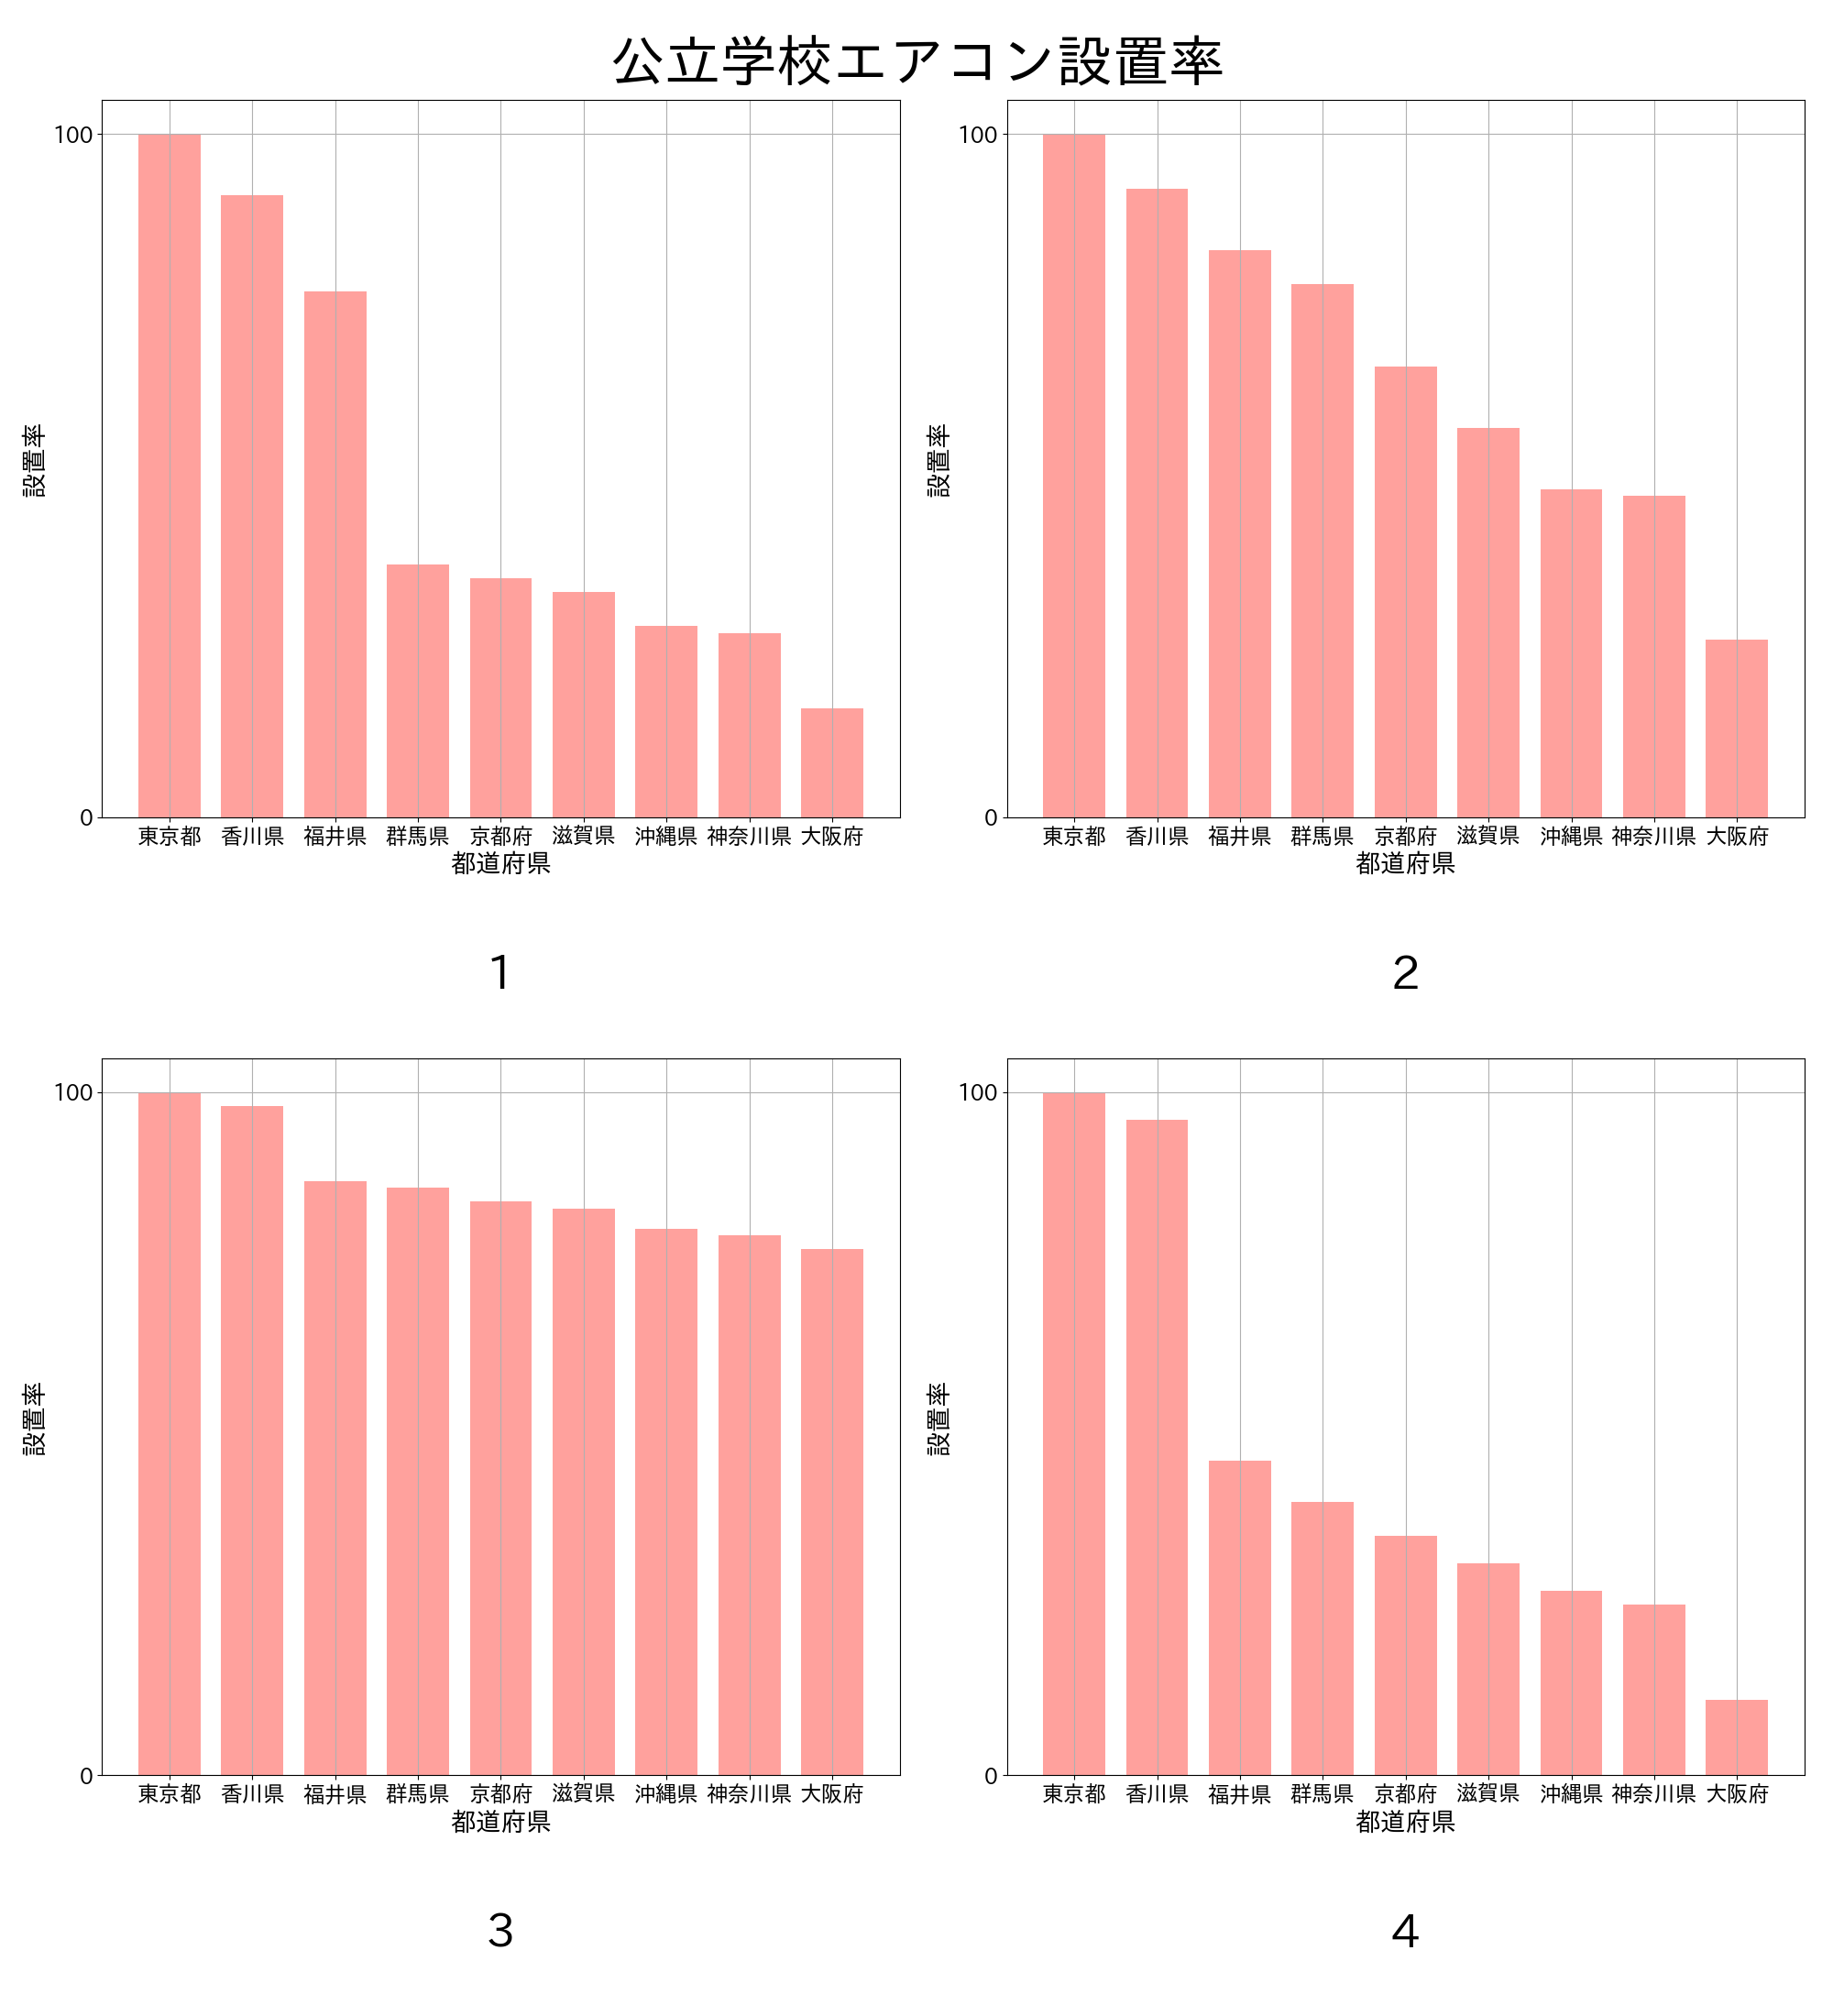 公立学校エアコン設置率
100
0
設置率
東京都 香川県 福井県 群馬県 京都府 滋賀県 沖縄県 神奈川県 大阪府
都道府県
1
100
0
設置率
東京都 香川県 福井県 群馬県 京都府 滋賀県 沖縄県 神奈川県 大阪府
都道府県
2
100
0
設置率
東京都 香川県 福井県 群馬県 京都府 滋賀県 沖縄県 神奈川県 大阪府
都道府県
3
100
0
設置率
東京都 香川県 福井県 群馬県 京都府 滋賀県 沖縄県 神奈川県 大阪府
都道府県
4